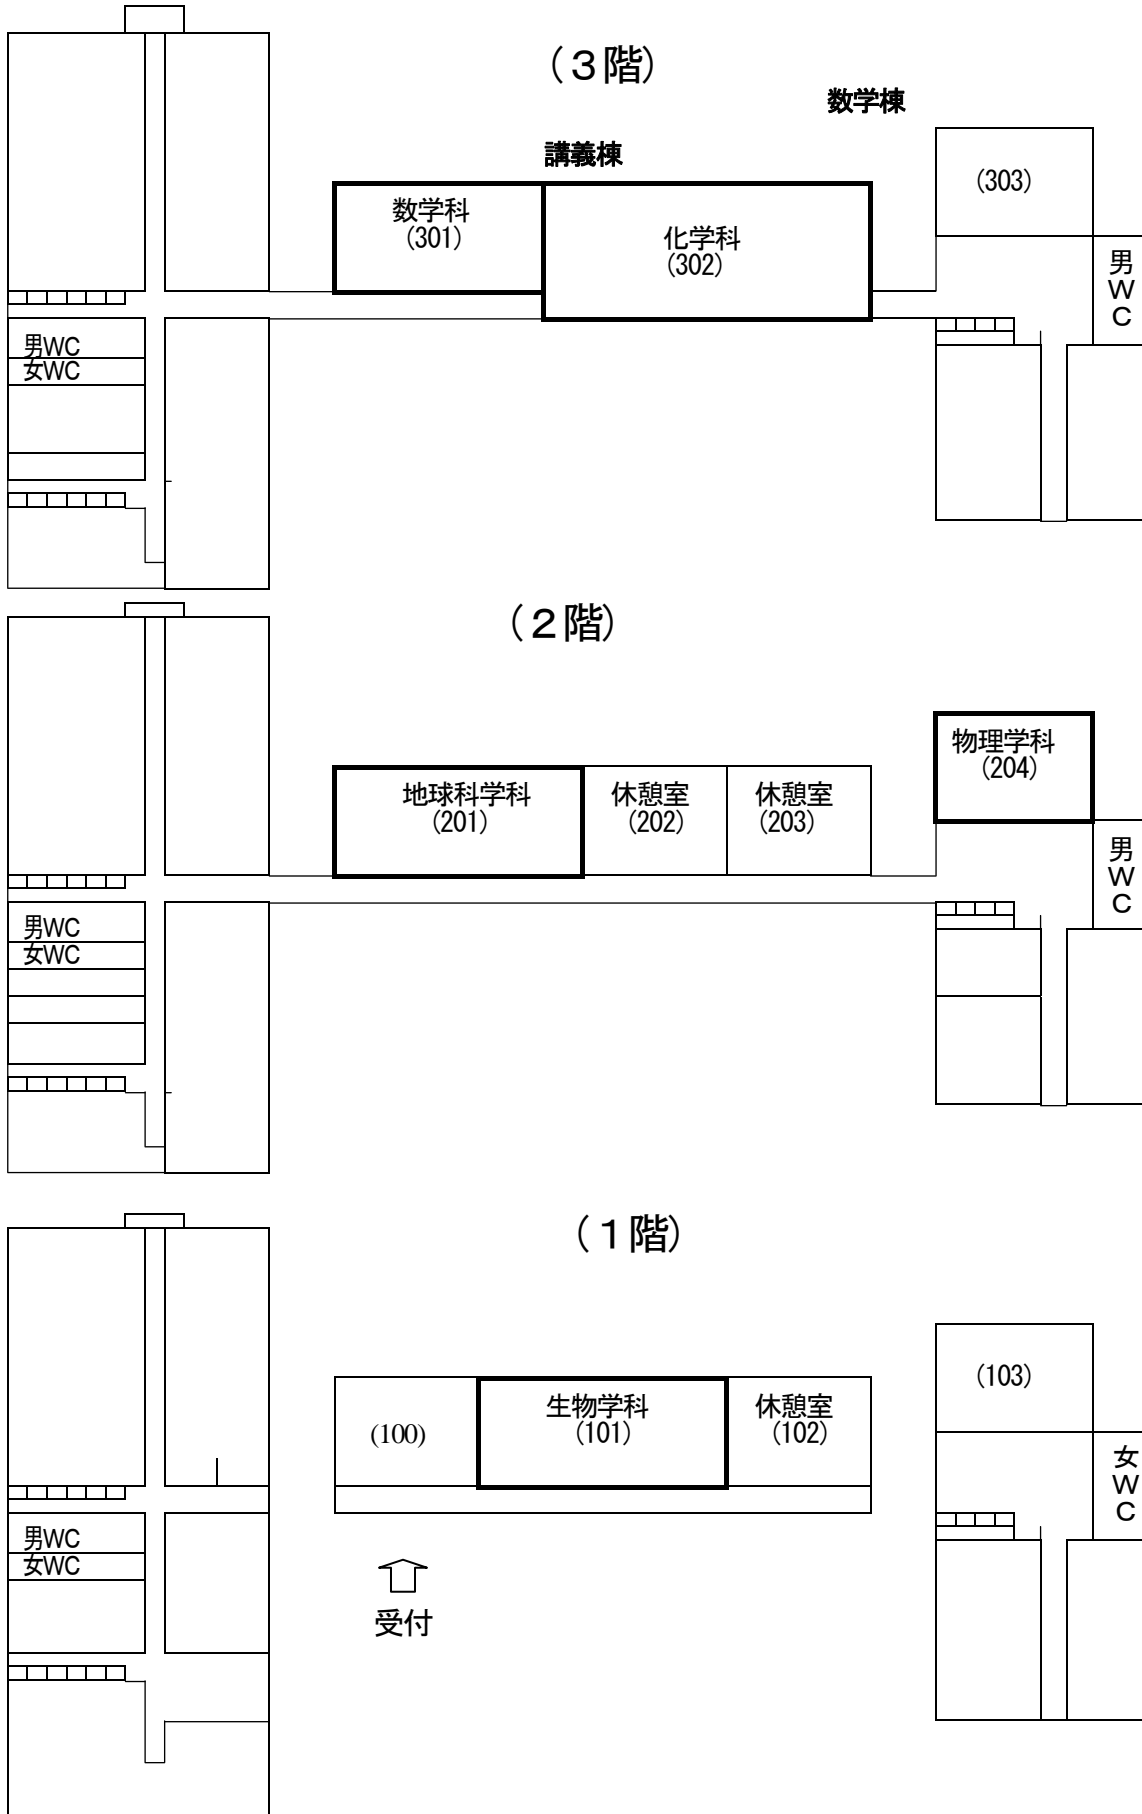 （３階）
数学棟
講義棟
(303)
数学科
(301)
化学科
(302)
男
Ｗ
Ｃ
男WC
女WC
（２階）
物理学科
(204)
地球科学科
(201)
休憩室
(202)
休憩室
(203)
男
Ｗ
Ｃ
男WC
女WC
（１階）
(103)
(100)
生物学科
(101)
休憩室
(102)
女
Ｗ
Ｃ
男WC
女WC
受付